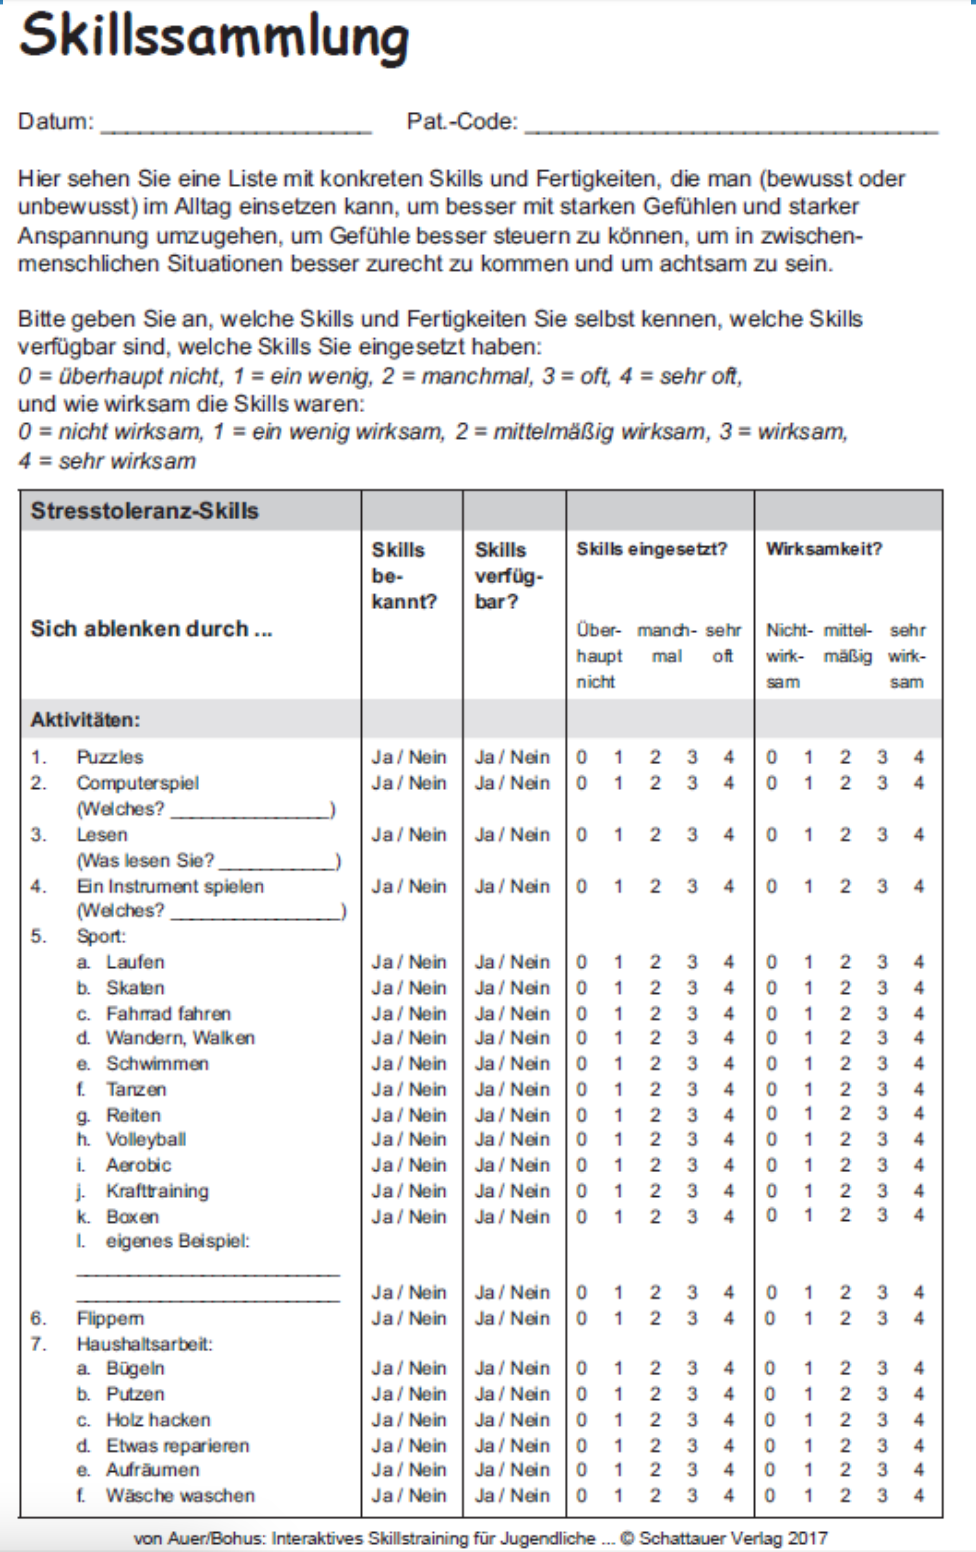 Skillssammlung
Datum: ____________________ Pat.-Code: ______________________________
Hier sehen Sie eine Liste mit konkreten Skills und Fertigkeiten, die man (bewusst oder
unbewusst) im Alltag einsetzen kann, um besser mit starken Gefühlen und starker
Anspannung umzugehen, um Gefühle besser steuern zu können, um in zwischen-
menschlichen Situationen besser zurecht zu kommen und um achtsam zu sein.
Bitte geben Sie an, welche Skills und Fertigkeiten Sie selbst kennen, welche Skills
verfügbar sind, welche Skills Sie eingesetzt haben:
0 = überhaupt nicht, 1 = ein wenig, 2 = manchmal, 3 = oft, 4 = sehr oft,
und wie wirksam die Skills waren:
0 = nicht wirksam, 1 = ein wenig wirksam, 2 = mittelmäßig wirksam, 3 = wirksam,
4 = sehr wirksam
Stresstoleranz-Skills
Skills Skills Skills eingesetzt? Wirksamkeit?
be- verfüg-
kannt? bar?
Sich ablenken durch ... Über- manch- sehr Nicht- mittel- sehr
haupt mal oft wirk- mäßig wirk-
nicht sam sam
Aktivitäten:
1. Puzzles Ja / Nein Ja / Nein 0 1 2 3 4 0 1 2 3 4
2. Computerspiel Ja / Nein Ja / Nein 0 1 2 3 4 0 1 2 3 4
(Welches? ______________)
3. Lesen Ja / Nein Ja / Nein 0 1 2 3 4 0 1 2 3 4
(Was lesen Sie? __________)
4. Ein Instrument spielen Ja / Nein Ja / Nein 0 1 2 3 4 0 1 2 3 4
(Welches? _______________)
5. Sport:
a. Laufen Ja / Nein Ja / Nein 0 1 2 3 4 0 1 2 3 4
b. Skaten Ja / Nein Ja / Nein 0 1 2 3 4 0 1 2 3 4
c. Fahrrad fahren Ja / Nein Ja / Nein 0 1 2 3 4 0 1 2 3 4
d. Wandern, Walken Ja / Nein Ja / Nein 0 1 2 3 4 0 1 2 3 4
e. Schwimmen Ja / Nein Ja / Nein 0 1 2 3 4 0 1 2 3 4
f. Tanzen Ja / Nein Ja / Nein 0 1 2 3 4 0 1 2 3 4
g. Reiten Ja / Nein Ja / Nein 0 1 2 3 4 0 1 2 3 4
h. Volleyball Ja / Nein Ja / Nein 0 1 2 3 4 0 1 2 3 4
i. Aerobic Ja / Nein Ja / Nein 0 1 2 3 4 0 1 2 3 4
j. Krafttraining Ja / Nein Ja / Nein 0 1 2 3 4 0 1 2 3 4
k. Boxen Ja / Nein Ja / Nein 0 1 2 3 4 0 1 2 3 4
l. eigenes Beispiel:
_______________________
_______________________ Ja / Nein Ja / Nein 0 1 2 3 4 0 1 2 3 4
6. Flippern Ja / Nein Ja / Nein 0 1 2 3 4 0 1 2 3 4
7. Haushaltsarbeit:
a. Bügeln Ja / Nein Ja / Nein 0 1 2 3 4 0 1 2 3 4
b. Putzen Ja / Nein Ja / Nein 0 1 2 3 4 0 1 2 3 4
c. Holz hacken Ja / Nein Ja / Nein 0 1 2 3 4 0 1 2 3 4
d. Etwas reparieren Ja / Nein Ja / Nein 0 1 2 3 4 0 1 2 3 4
e. Aufräumen Ja / Nein Ja / Nein 0 1 2 3 4 0 1 2 3 4
f. Wäsche waschen Ja / Nein Ja / Nein 0 1 2 3 4 0 1 2 3 4
von Auer/Bohus: Interaktives Skillstraining für Jugendliche ... © Schattauer Verlag 2017